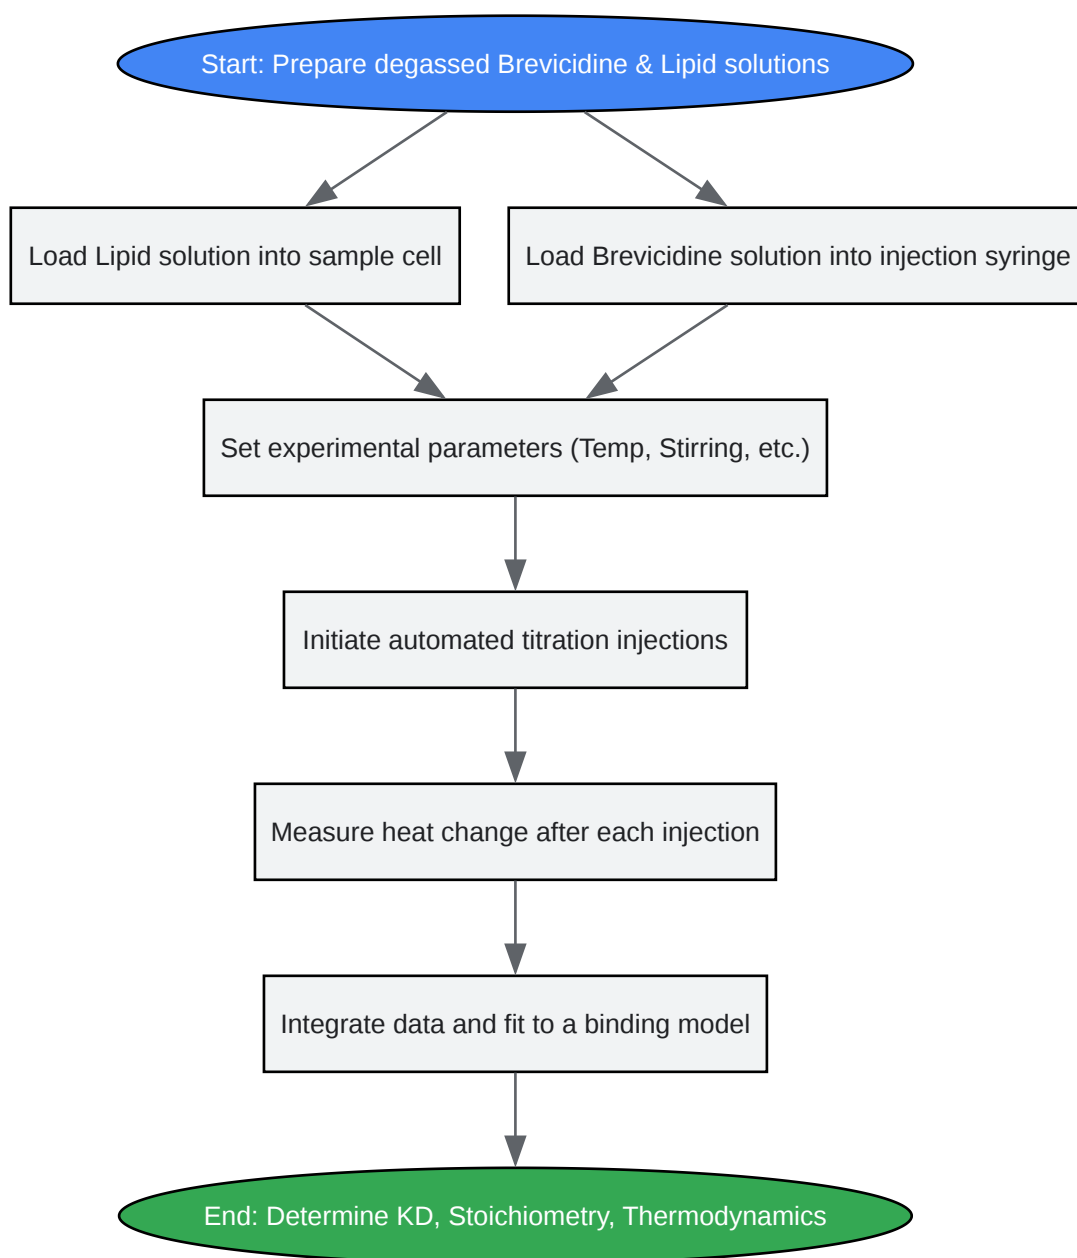 Start: Prepare degassed Brevicidine & Lipid solutions
Load Lipid solution into sample cell
Load Brevicidine solution into injection syringe
Set experimental parameters (Temp, Stirring, etc.)
Initiate automated titration injections
Measure heat change after each injection
Integrate data and fit to a binding model
End: Determine KD, Stoichiometry, Thermodynamics